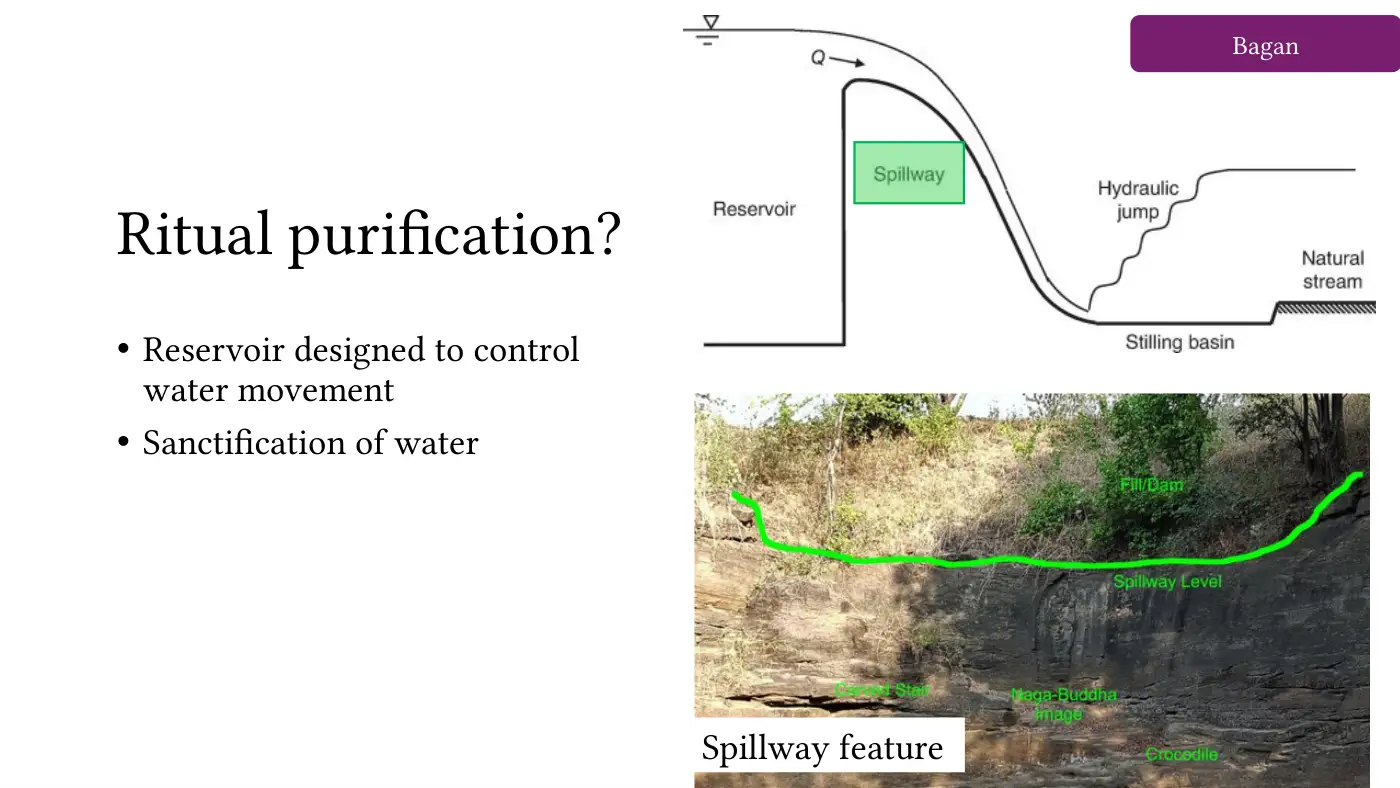 Bagan
Ritual purification?
• Reservoir designed to control
water movement
• Sanctification of water
Q
Spillway
Reservoir
Hydraulic
jump
Natural
stream
Stilling basin
Fill/Dam
Spillway Level
Carved Stair
Naga-Buddha
Image
Crocodile
Spillway feature